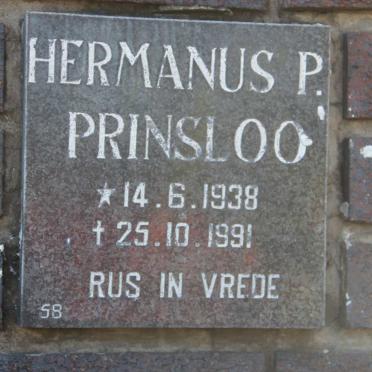 HERMANUS P.
PRINSLOO
★ 14.6.1938
† 25.10.1991
RUS IN VREDE
58